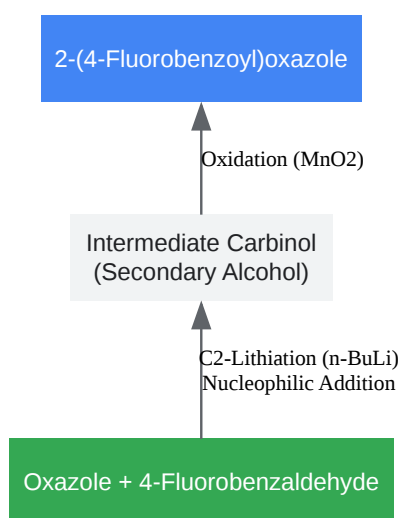 2-(4-Fluorobenzoyl)oxazole
Oxidation (MnO2)
Intermediate Carbinol
(Secondary Alcohol)
C2-Lithiation (n-BuLi)
Nucleophilic Addition
Oxazole + 4-Fluorobenzaldehyde